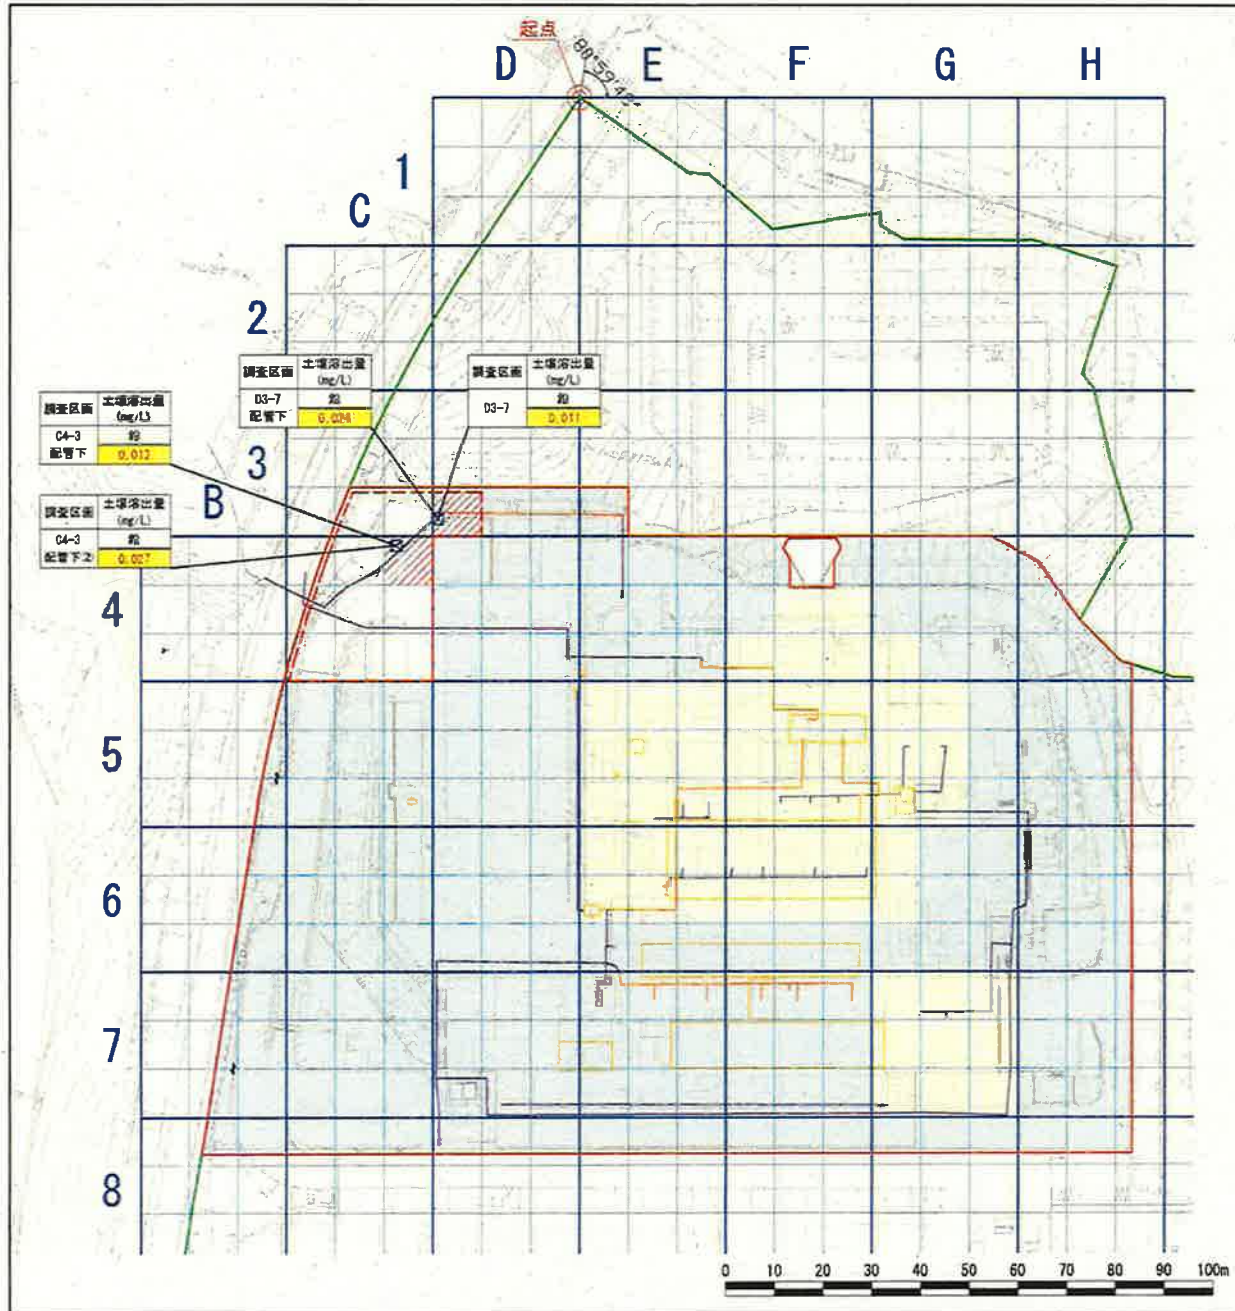 起点
80°59'43"
D E F G H
1
C
2
調査区画 土壌溶出量
(mg/L)
D3-7
配管下 鉛
0.024
調査区画 土壌溶出量
(mg/L)
D3-7 鉛
0.011
調査区画 土壌溶出量
(mg/L)
C4-3
配管下 鉛
0.012
3
B
調査区画 土壌溶出量
(mg/L)
C4-3
配管下② 鉛
0.027
4
5
6
7
8
0 10 20 30 40 50 60 70 80 90 100m